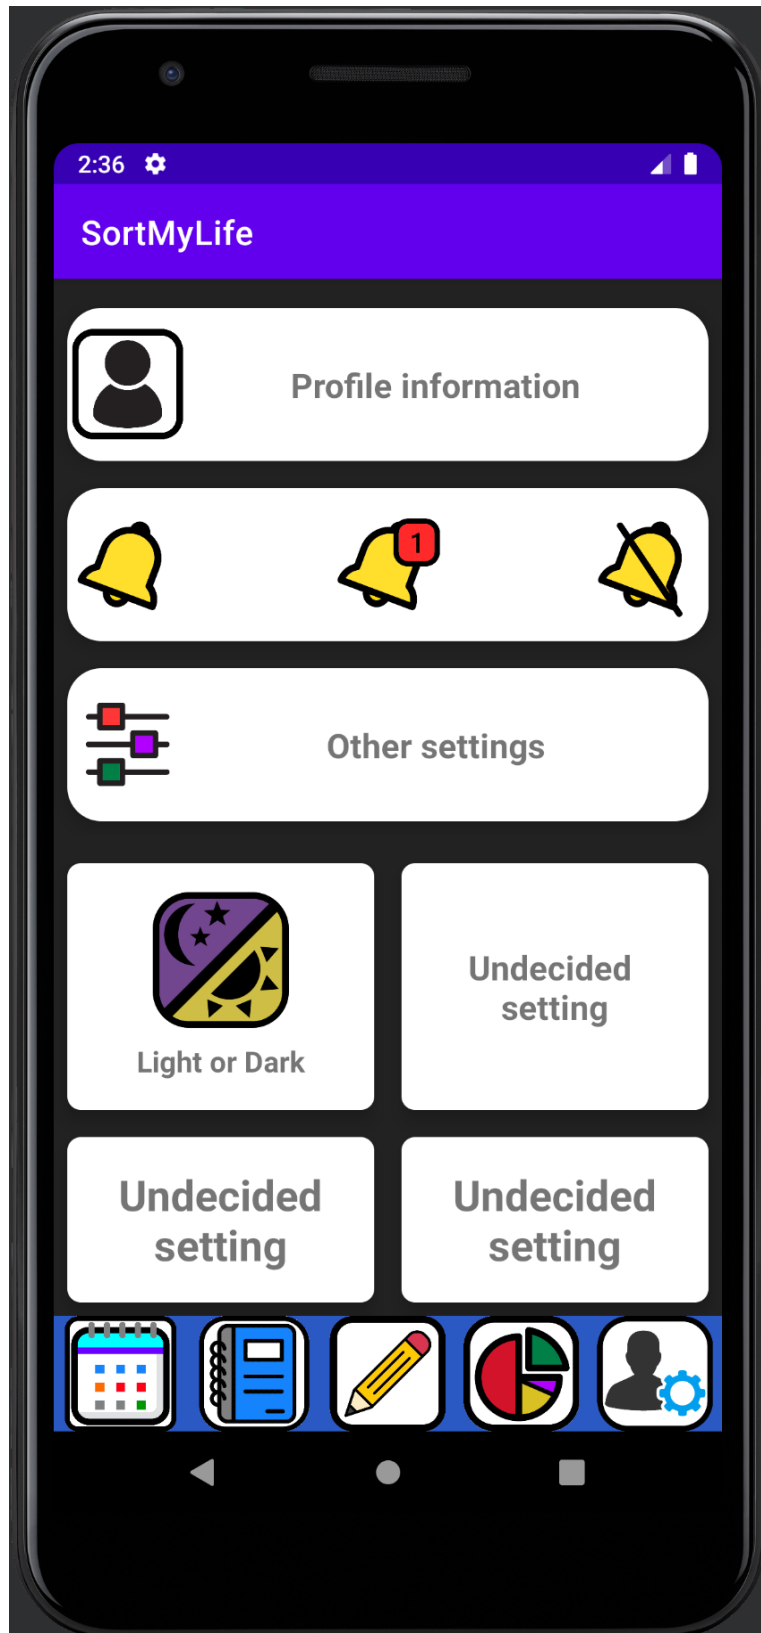 2:36
SortMyLife
Profile information
1
Other settings
Light or Dark
Undecided
setting
Undecided
setting
Undecided
setting